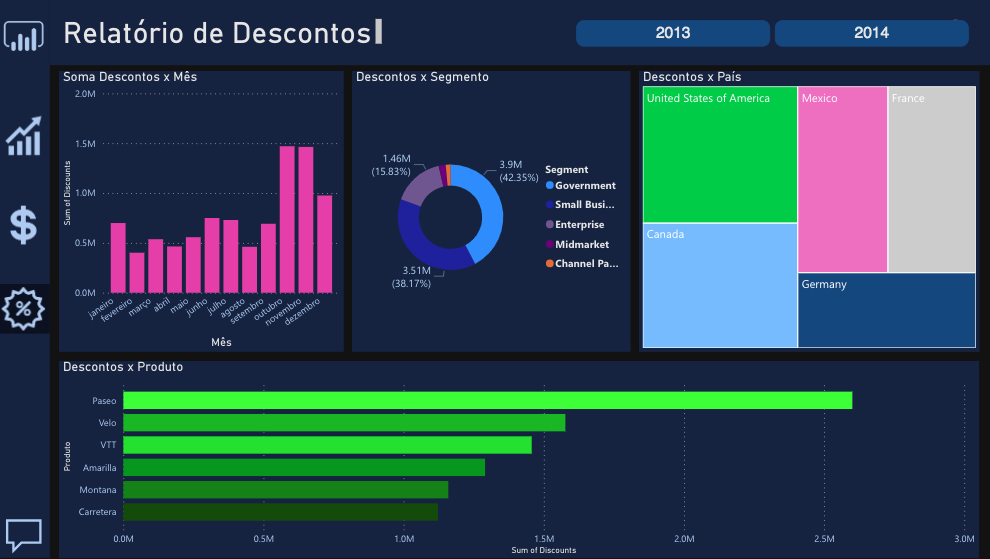 Relatório de Descontos
2013
2014
Soma Descontos x Mês
2.0M
1.5M
1.0M
0.5M
0.0M
Sum of Discounts
janeiro
fevereiro
março
abril
maio
junho
julho
agosto
setembro
outubro
novembro
dezembro
Mês
Descontos x Segmento
1.46M
(15.83%)
3.9M
(42.35%)
3.51M
(38.17%)
Segment
Government
Small Busi...
Enterprise
Midmarket
Channel Pa...
Descontos x País
United States of America
Mexico
France
Canada
Germany
Descontos x Produto
Produto
Paseo
Velo
VTT
Amarilla
Montana
Carretera
0.0M
0.5M
1.0M
1.5M
2.0M
2.5M
3.0M
Sum of Discounts